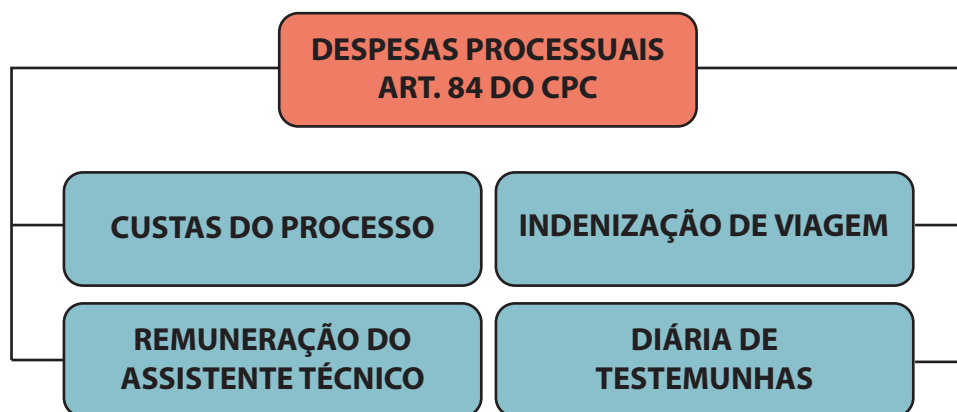 DESPESAS PROCESSUAIS
ART. 84 DO CPC
CUSTAS DO PROCESSO
INDENIZAÇÃO DE VIAGEM
REMUNERAÇÃO DO
ASSISTENTE TÉCNICO
DIÁRIA DE
TESTEMUNHAS